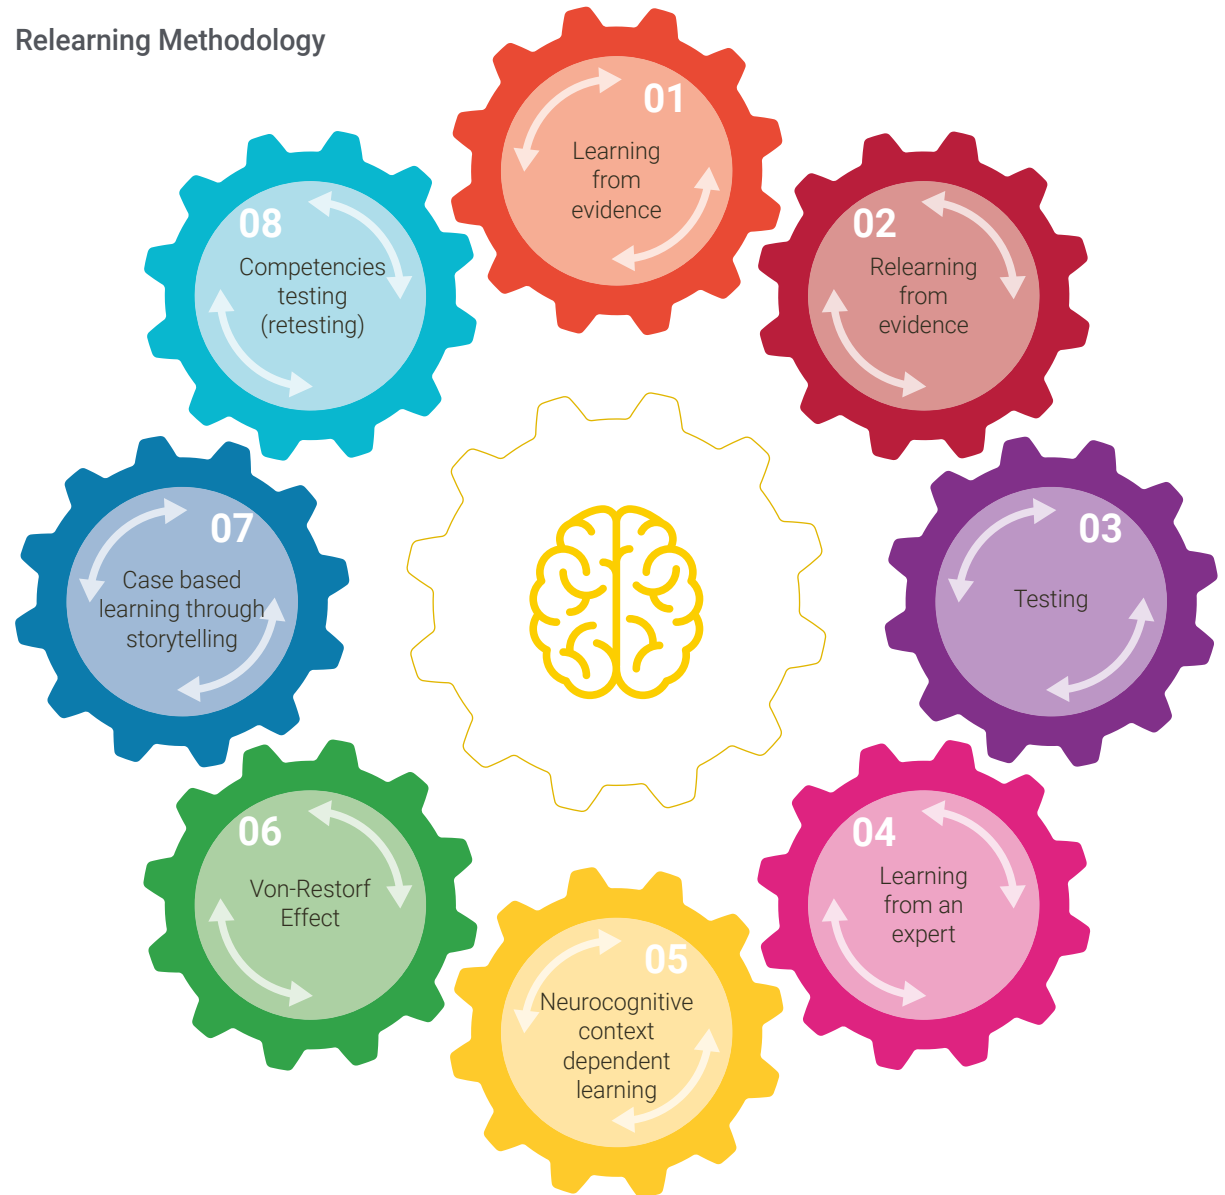 Relearning Methodology
01
Learning
from
evidence
02
Relearning
from
evidence
03
Testing
04
Learning
from an
expert
05
Neurocognitive
context
dependent
learning
06
Von-Restorf
Effect
07
Case based
learning through
storytelling
08
Competencies
testing
(retesting)